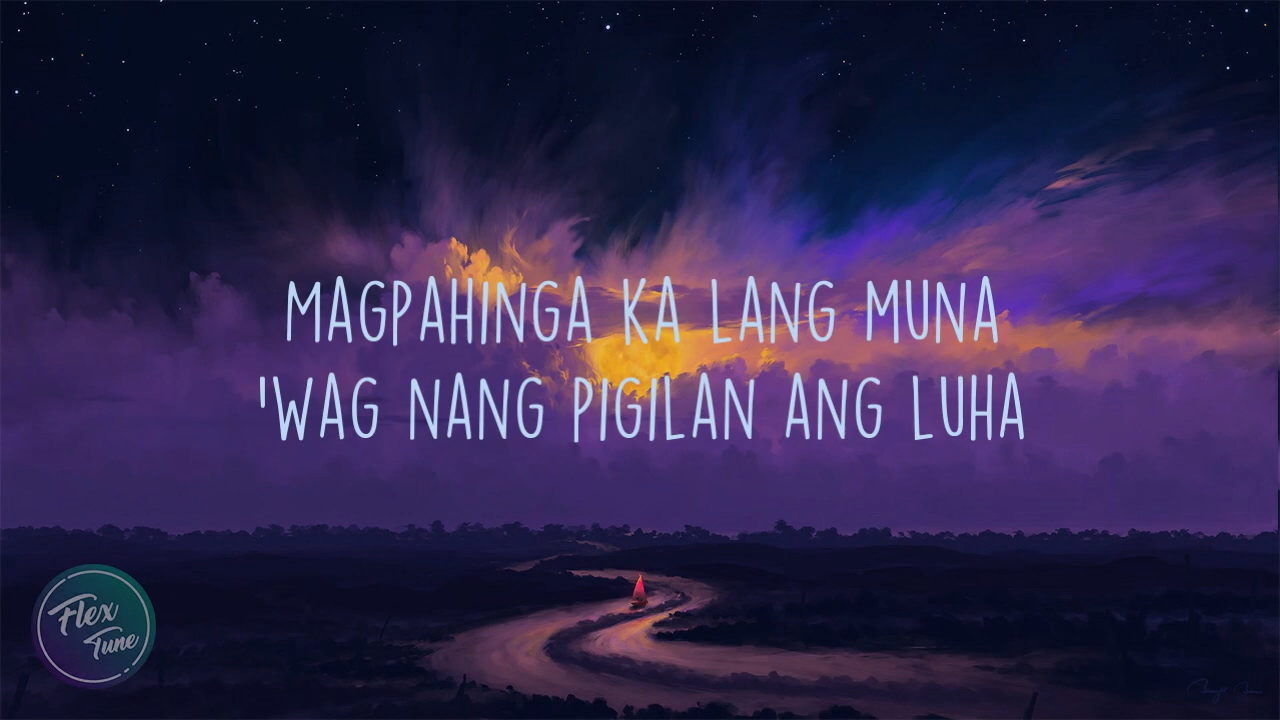 MAGPAHINGA KA LANG MUNA
'WAG NANG PIGILAN ANG LUHA
Flex
Tune